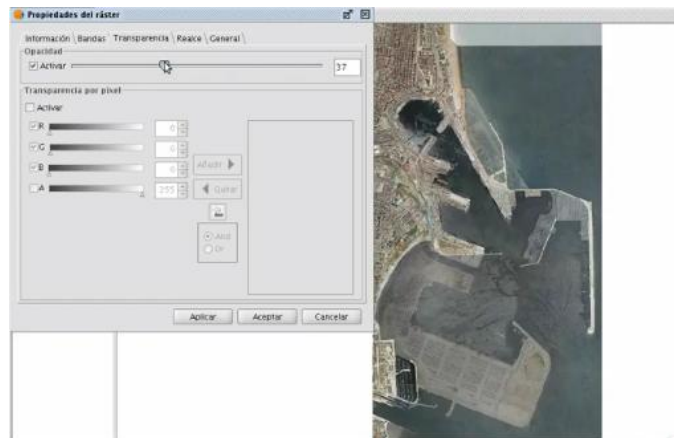 Propiedades del ráster
Información Bandas Transparencia Realce General
Opacidad
Activar 37
Transparencia por pixel
Activar
R 0
G 0
B 0
A 255
Añadir
Quitar
And
Or
Aplicar Aceptar Cancelar